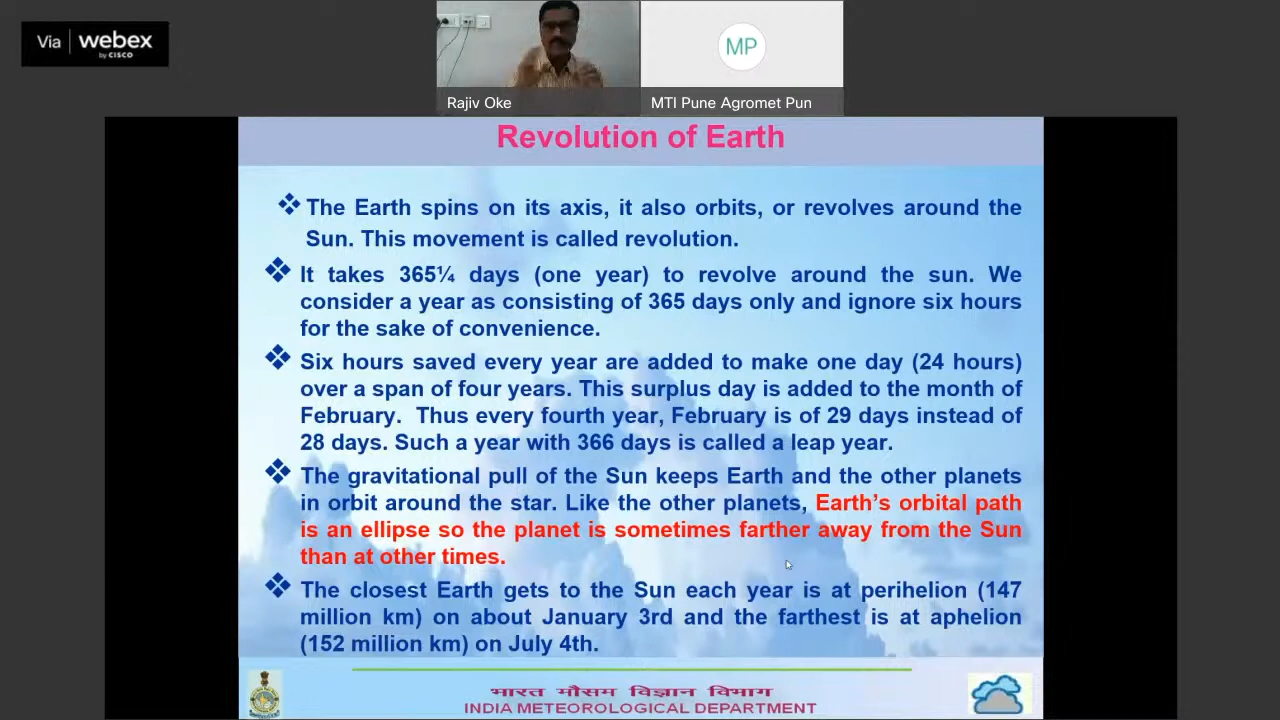 Via webex
by CISCO
MP
Rajiv Oke
MTI Pune Agromet Pun
Revolution of Earth
The Earth spins on its axis, it also orbits, or revolves around the
Sun. This movement is called revolution.
It takes 365¼ days (one year) to revolve around the sun. We
consider a year as consisting of 365 days only and ignore six hours
for the sake of convenience.
Six hours saved every year are added to make one day (24 hours)
over a span of four years. This surplus day is added to the month of
February. Thus every fourth year, February is of 29 days instead of
28 days. Such a year with 366 days is called a leap year.
The gravitational pull of the Sun keeps Earth and the other planets
in orbit around the star. Like the other planets, Earth’s orbital path
is an ellipse so the planet is sometimes farther away from the Sun
than at other times.
The closest Earth gets to the Sun each year is at perihelion (147
million km) on about January 3rd and the farthest is at aphelion
(152 million km) on July 4th.
भारत मौसम विज्ञान विभाग
INDIA METEOROLOGICAL DEPARTMENT